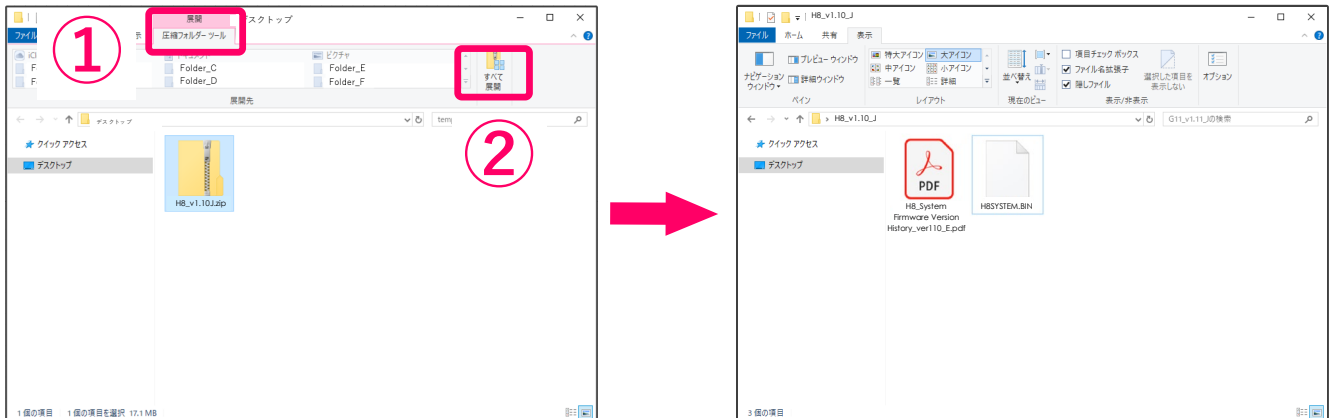 展開
デスクトップ
ファイル
示
圧縮フォルダー ツール
①
ピクチャ
Folder_C
Folder_E
Folder_D
Folder_F
すべて
展開
展開先
デスクトップ
②
クイック アクセス
デスクトップ
H8_v1.10J.zip
1 個の項目
1 個の項目を選択 17.1 MB
H8_v1.10_J
ファイル
ホーム
共有
表示
ナビゲーション
ウィンドウ
プレビュー ウィンドウ
詳細ウィンドウ
ペイン
特大アイコン
大アイコン
中アイコン
小アイコン
一覧
詳細
レイアウト
並べ替え
現在のビュー
項目チェック ボックス
ファイル名拡張子
隠しファイル
選択した項目を
表示しない
表示/非表示
オプション
H8_v1.10_J
G11_v1.11_Jの検索
クイック アクセス
デスクトップ
PDF
H8_System
Firmware Version
History_ver110_E.pdf
H8SYSTEM.BIN
3 個の項目